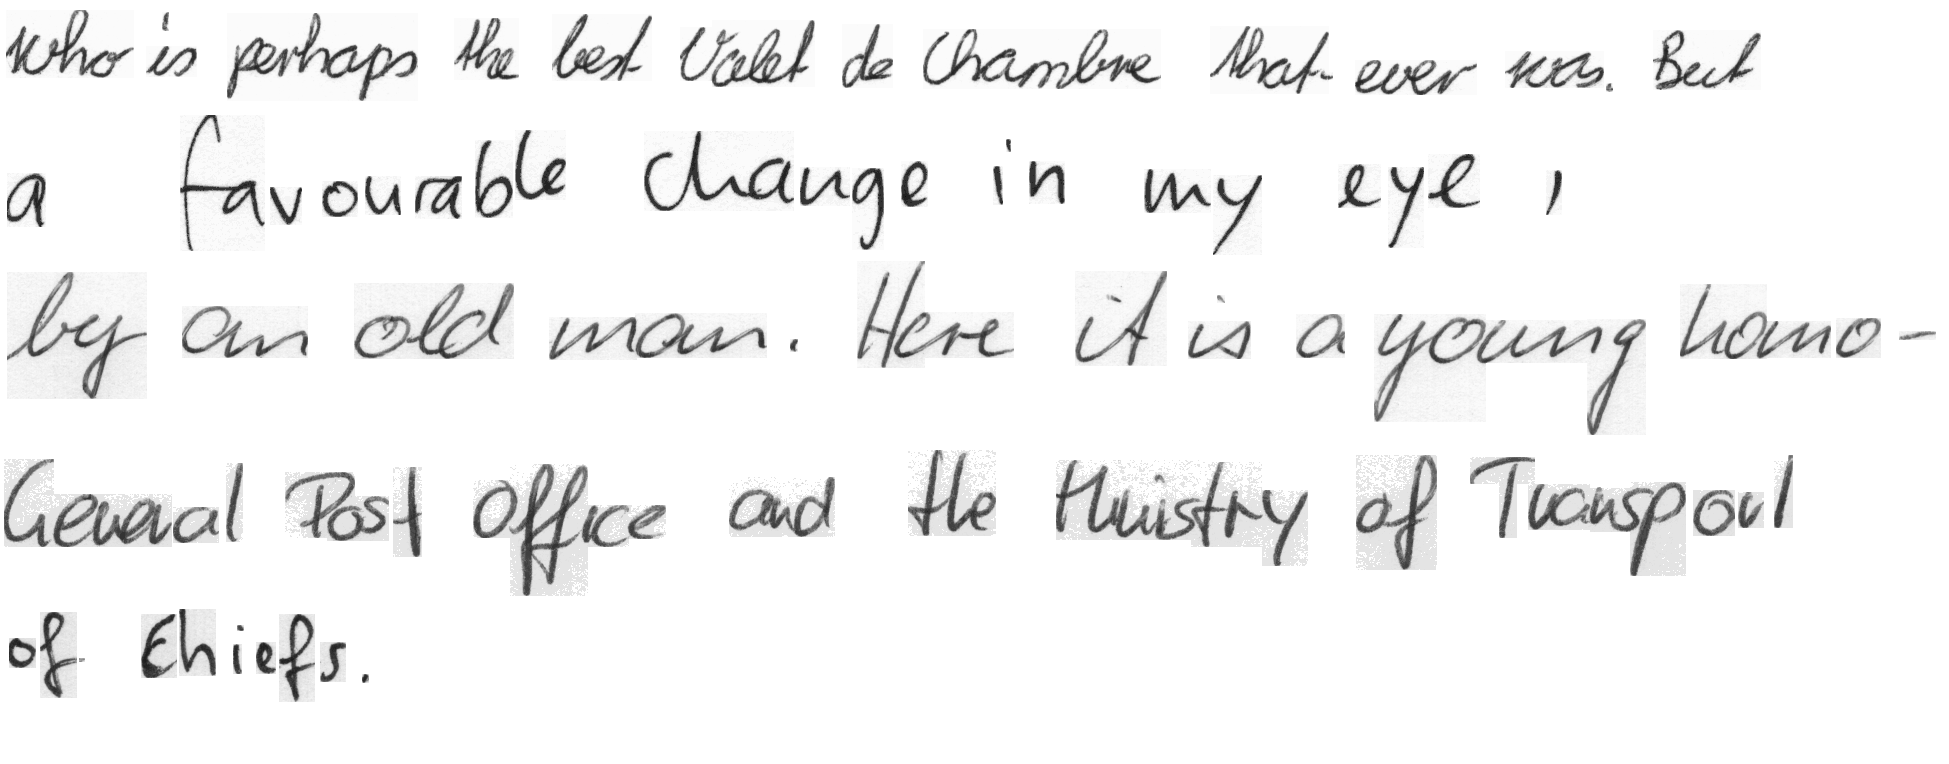 who is perhaps the best Valet de Chambre that ever was. But
a favourable change in my eye,
by an old man. Here it is a young homo-
General Post Office and the Ministry of Transport
of Chiefs.